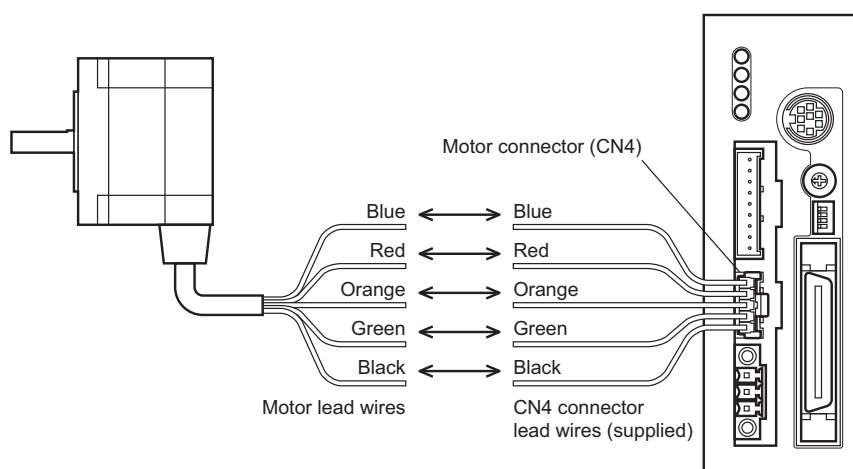 Motor connector (CN4)
Blue Blue
Red Red
Orange Orange
Green Green
Black Black
Motor lead wires
CN4 connector
lead wires (supplied)